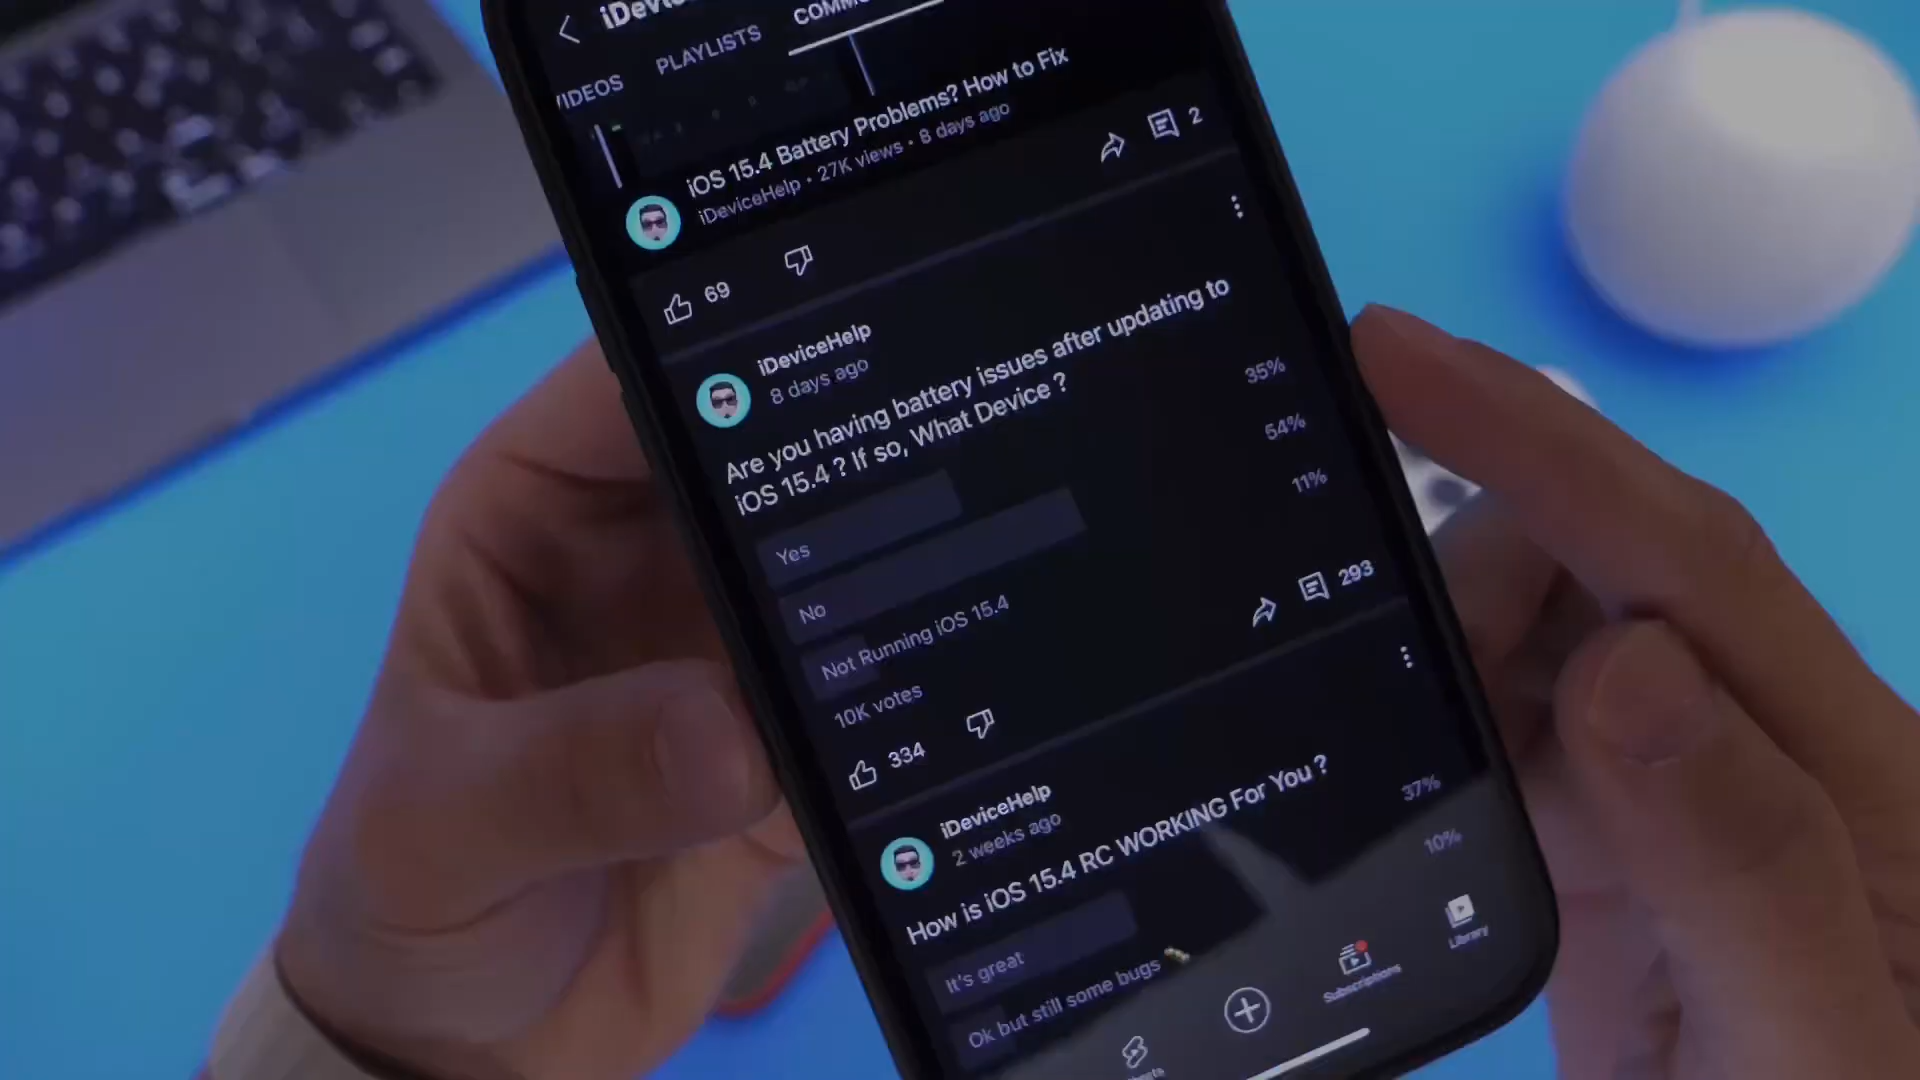 PLAYLISTS
iOS 15.4 Battery Problems? How to Fix
iDeviceHelp • 27K views • 8 days ago
2
69
iDeviceHelp
8 days ago
Are you having battery issues after updating to
iOS 15.4 ? If so, What Device ?
Yes
35%
No
54%
Not Running iOS 15.4
11%
10K votes
293
334
iDeviceHelp
2 weeks ago
How is iOS 15.4 RC WORKING For You ?
It's great
37%
Ok but still some bugs 🐛
10%
Subscriptions
Library